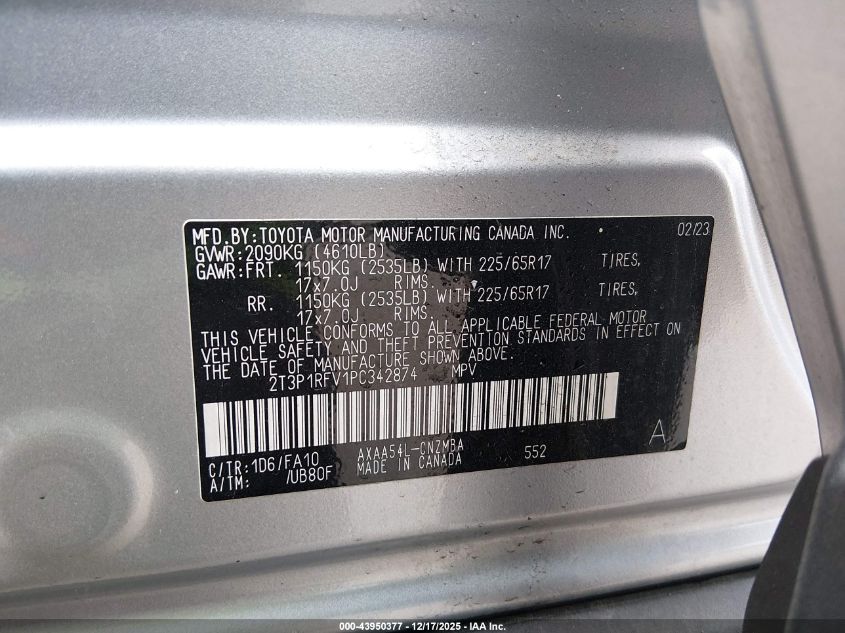 MFD.BY:TOYOTA MOTOR MANUFACTURING CANADA INC. 02/23
GVWR:2090KG (4610LB)
GAWR:FRT. 1150KG (2535LB) WITH 225/65R17 TIRES,
17x7.0J RIMS.
RR. 1150KG (2535LB) WITH 225/65R17 TIRES,
17x7.0J RIMS.
THIS VEHICLE CONFORMS TO ALL APPLICABLE FEDERAL MOTOR
VEHICLE SAFETY AND THEFT PREVENTION STANDARDS IN EFFECT ON
THE DATE OF MANUFACTURE SHOWN ABOVE.
2T3P1RFV1PC342874 MPV
A
C/TR:1D6/FA10 AXAA54L-CNZMBA 552
A/TM: /UB80F MADE IN CANADA
000-43950377 - 12/17/2025 - IAA Inc.